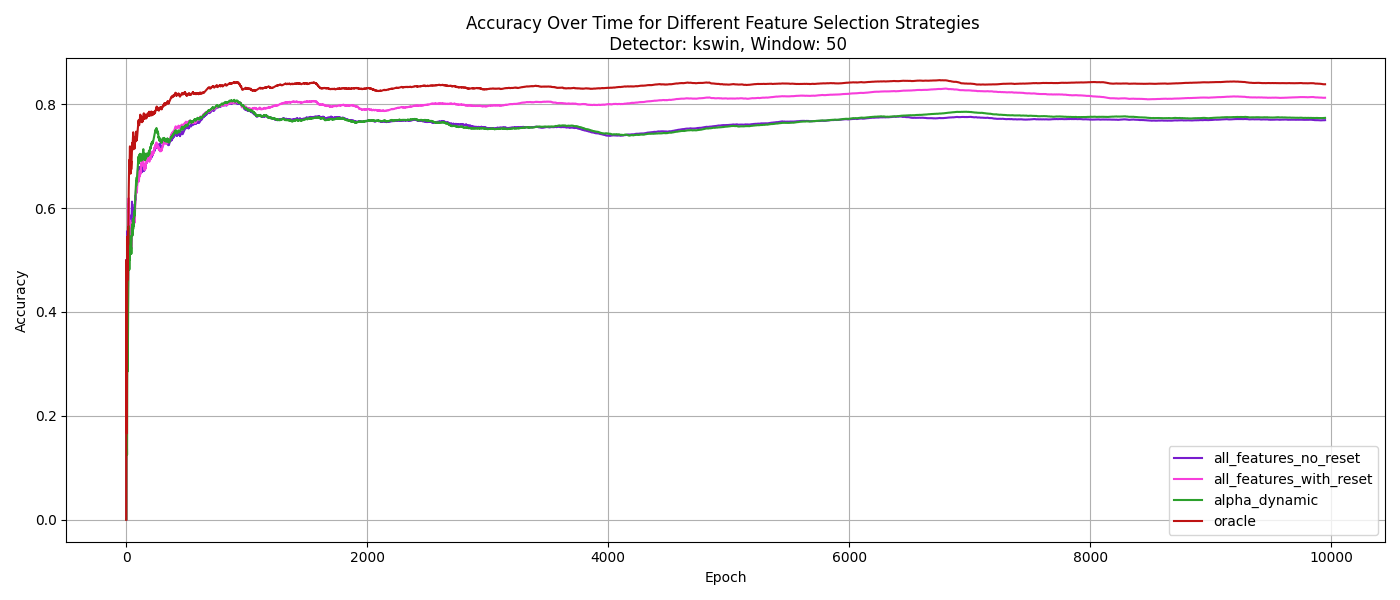 Accuracy Over Time for Different Feature Selection Strategies
Detector: kswin, Window: 50
Accuracy
0.8
0.6
0.4
0.2
0.0
0
2000
4000
6000
8000
10000
Epoch
all_features_no_reset
all_features_with_reset
alpha_dynamic
oracle